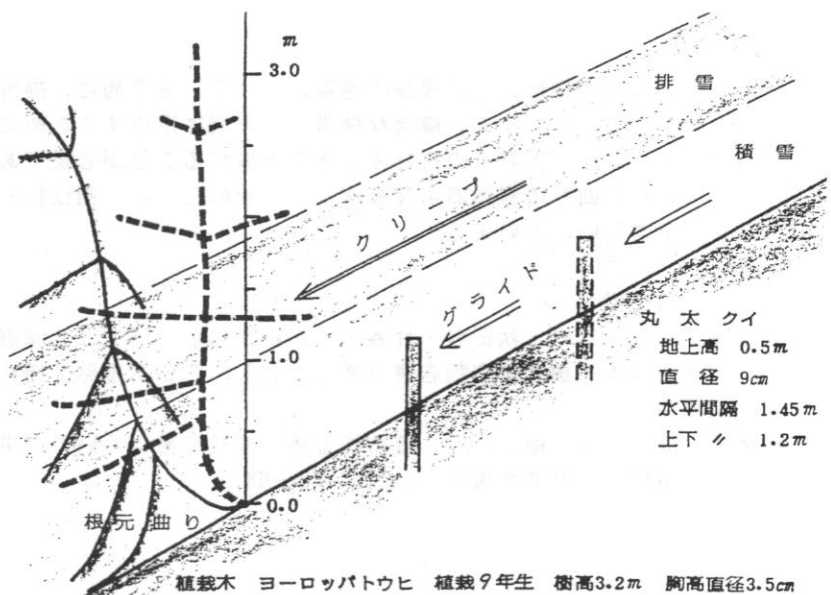 m
3.0
1.0
0.0
排雪
積雪
クリープ
グライド
丸太クイ
地上高 0.5m
直径 9cm
水平間隔 1.45m
上下 〃 1.2m
根元曲り
植栽木 ヨーロッパトウヒ 植栽9年生 樹高3.2m 胸高直径3.5cm